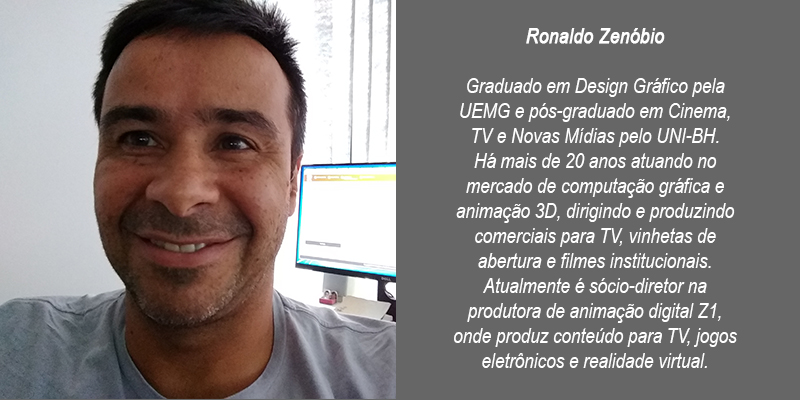 Ronaldo Zenóbio
Graduado em Design Gráfico pela
UEMG e pós-graduado em Cinema,
TV e Novas Mídias pelo UNI-BH.
Há mais de 20 anos atuando no
mercado de computação gráfica e
animação 3D, dirigindo e produzindo
comerciais para TV, vinhetas de
abertura e filmes institucionais.
Atualmente é sócio-diretor na
produtora de animação digital Z1,
onde produz conteúdo para TV, jogos
eletrônicos e realidade virtual.